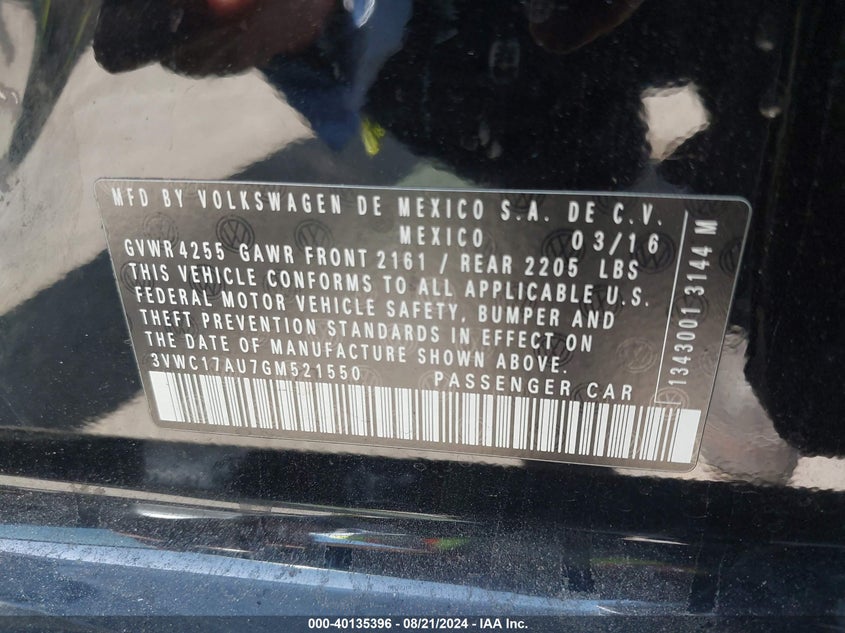 MFD BY VOLKSWAGEN DE MEXICO S.A. DE C.V.
MEXICO 03/16
GVWR 4255 GAWR FRONT 2161 / REAR 2205 LBS
THIS VEHICLE CONFORMS TO ALL APPLICABLE U.S.
FEDERAL MOTOR VEHICLE SAFETY, BUMPER AND
THEFT PREVENTION STANDARDS IN EFFECT ON
THE DATE OF MANUFACTURE SHOWN ABOVE.
3VWC17AU7GM521550 PASSENGER CAR
1343001 3144 M
000-40135396 - 08/21/2024 - IAA Inc.